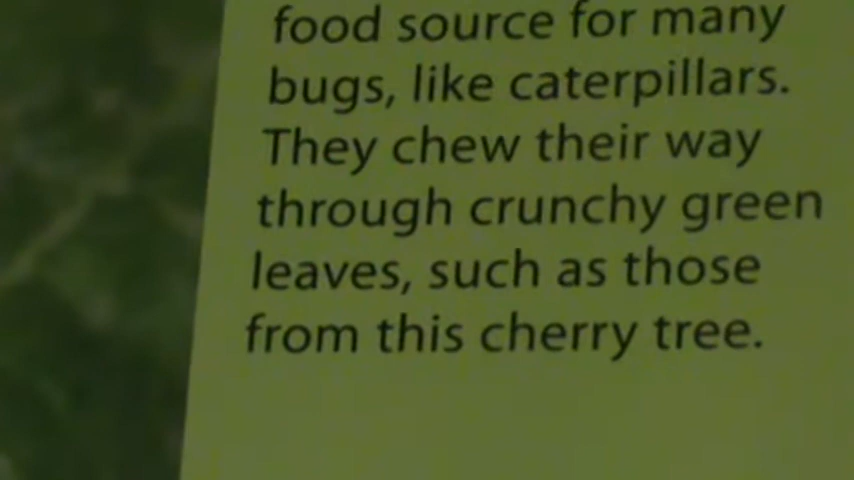 food source for many
bugs, like caterpillars.
They chew their way
through crunchy green
leaves, such as those
from this cherry tree.